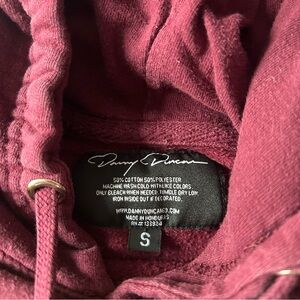 Danny Duncan
50% COTTON 50% POLYESTER
MACHINE WASH COLD WITH LIKE COLORS.
ONLY BLEACH WHEN NEEDED. TUMBLE DRY LOW.
IRON INSIDE OUT IF DECORATED.
WWW.DANNYDUNCAN69.COM
MADE IN HONDURAS
RN #
S